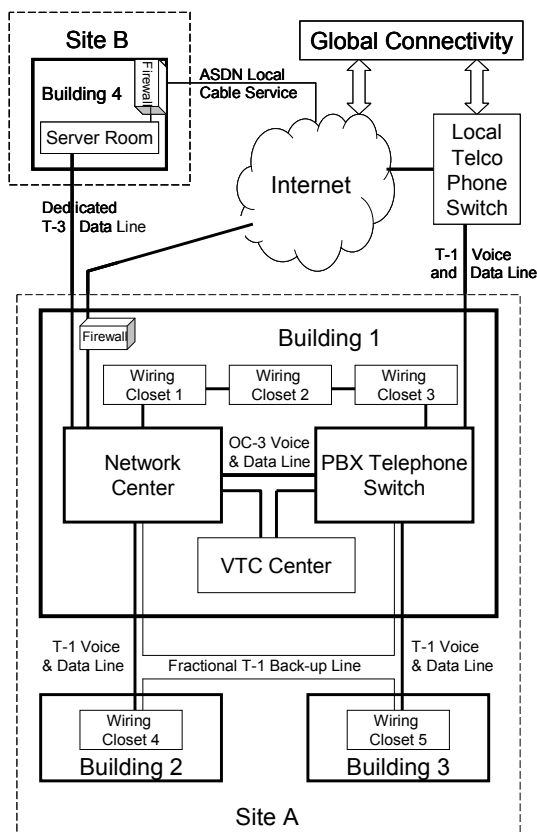 Site B
Global Connectivity
Building 4
Firewall
ASDN Local
Cable Service
Server Room
Internet
Local
Telco
Phone
Switch
Dedicated
T-3 Data Line
T-1 Voice
and Data Line
Firewall
Building 1
Wiring
Closet 1
Wiring
Closet 2
Wiring
Closet 3
Network
Center
OC-3 Voice
& Data Line
PBX Telephone
Switch
VTC Center
T-1 Voice
& Data Line
Fractional T-1 Back-up Line
T-1 Voice
& Data Line
Wiring
Closet 4
Building 2
Wiring
Closet 5
Building 3
Site A